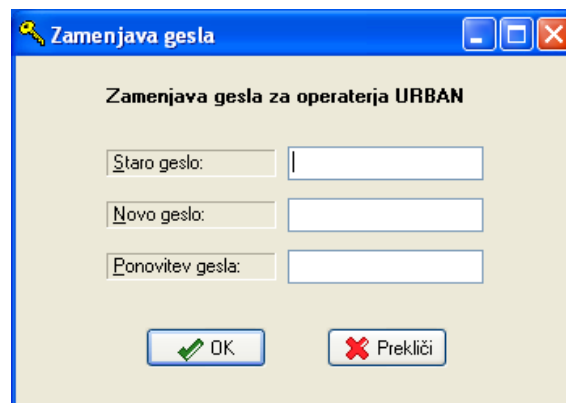 Zamenjava gesla
Zamenjava gesla za operaterja URBAN
Staro geslo:
Novo geslo:
Ponovitev gesla:
OK
Prekliči